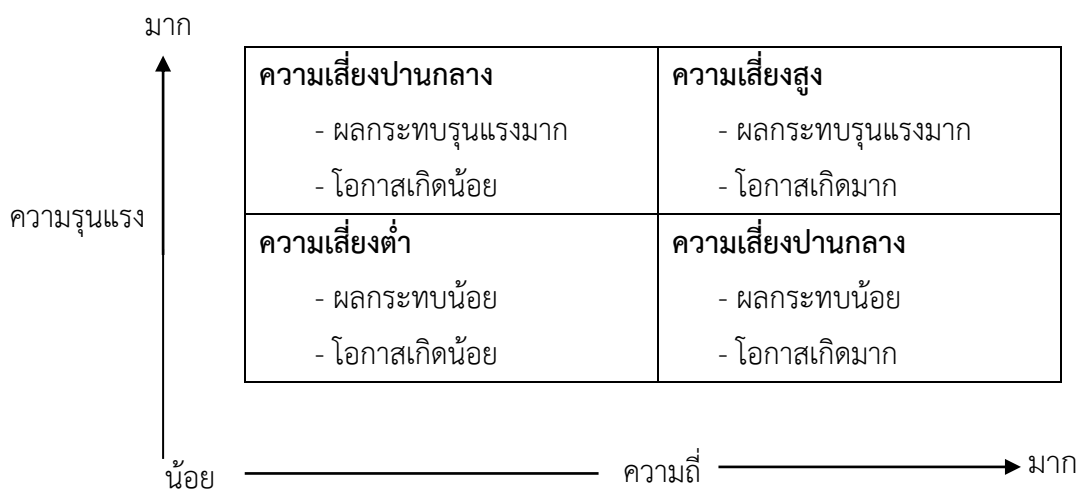 มาก
ความเสี่ยงปานกลาง
- ผลกระทบรุนแรงมาก
- โอกาสเกิดน้อย
ความเสี่ยงสูง
- ผลกระทบรุนแรงมาก
- โอกาสเกิดมาก
ความรุนแรง
ความเสี่ยงต่ำ
- ผลกระทบน้อย
- โอกาสเกิดน้อย
ความเสี่ยงปานกลาง
- ผลกระทบน้อย
- โอกาสเกิดมาก
น้อย
ความถี่
มาก